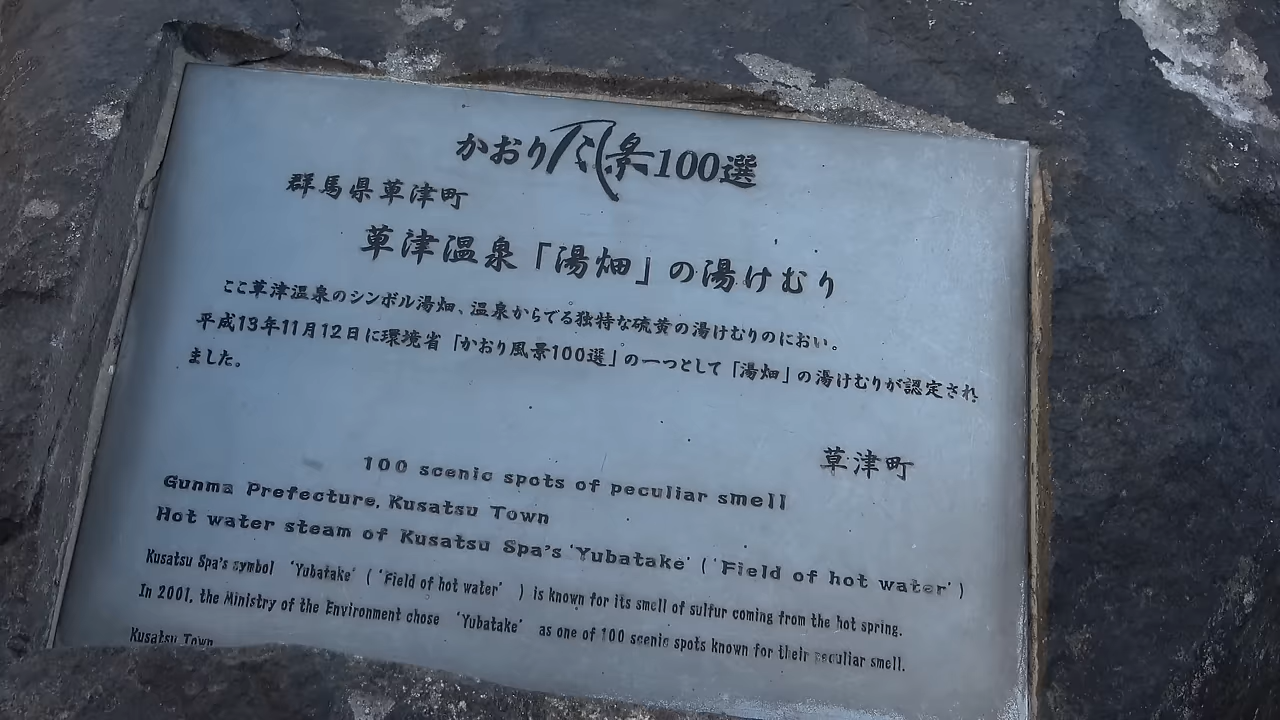 かおり風景100選
群馬県草津町
草津温泉「湯畑」の湯けむり
ここ草津温泉のシンボル湯畑、温泉からでる独特な硫黄の湯けむりのにおい。
平成13年11月12日に環境省「かおり風景100選」の一つとして「湯畑」の湯けむりが認定され
ました。
草津町
100 scenic spots of peculiar smell
Gunma Prefecture, Kusatsu Town
Hot water steam of Kusatsu Spa's 'Yubatake' ('Field of hot water')
Kusatsu Spa's symbol 'Yubatake' ('Field of hot water') is known for its smell of sulfur coming from the hot spring.
In 2001, the Ministry of the Environment chose 'Yubatake' as one of 100 scenic spots known for their peculiar smell.
Kusatsu Town